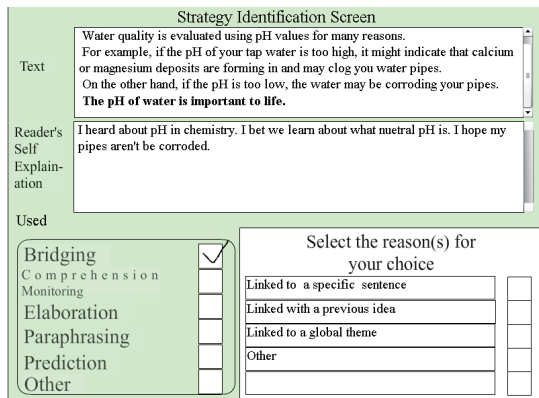 Strategy Identification Screen
Text
Water quality is evaluated using pH values for many reasons.
For example, if the pH of your tap water is too high, it might indicate that calcium
or magnesium deposits are forming in and may clog you water pipes.
On the other hand, if the pH is too low, the water may be corroding your pipes.
The pH of water is important to life.
Reader's
Self
Explain-
ation
I heard about pH in chemistry. I bet we learn about what nuetral pH is. I hope my
pipes aren't be corroded.
Used
Bridging
Comprehension
Monitoring
Elaboration
Paraphrasing
Prediction
Other
Select the reason(s) for
your choice
Linked to a specific sentence
Linked with a previous idea
Linked to a global theme
Other